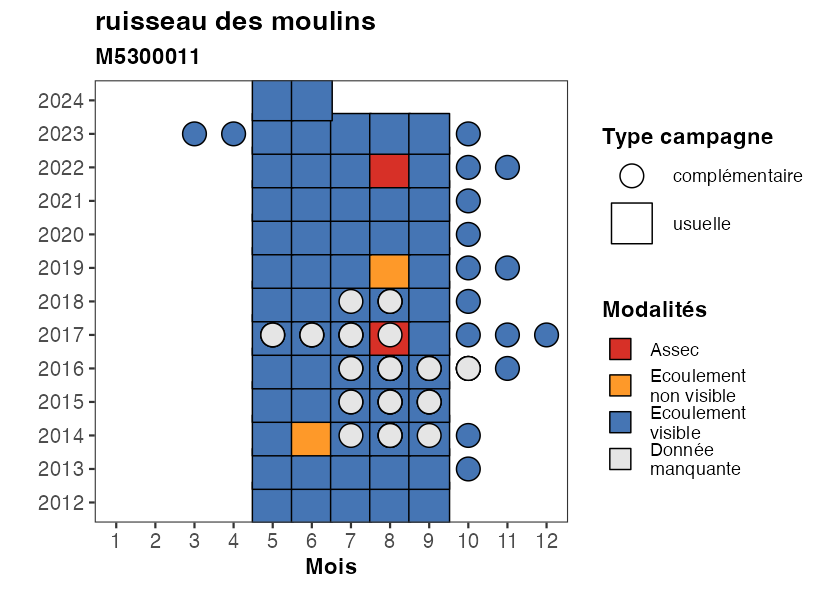 ruisseau des moulins
M5300011
2024
2023
2022
2021
2020
2019
2018
2017
2016
2015
2014
2013
2012
1 2 3 4 5 6 7 8 9 10 11 12
Mois
Type campagne
complémentaire
usuelle
Modalités
Assec
Ecoulement
non visible
Ecoulement
visible
Donnée
manquante